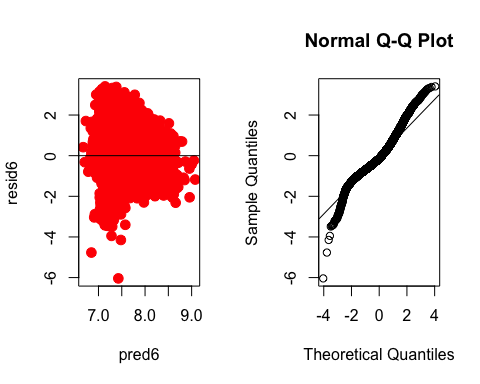 resid6
2
0
-2
-4
-6
7.0 8.0 9.0
pred6
Normal Q-Q Plot
Sample Quantiles
2
0
-2
-4
-6
-4 -2 0 2 4
Theoretical Quantiles